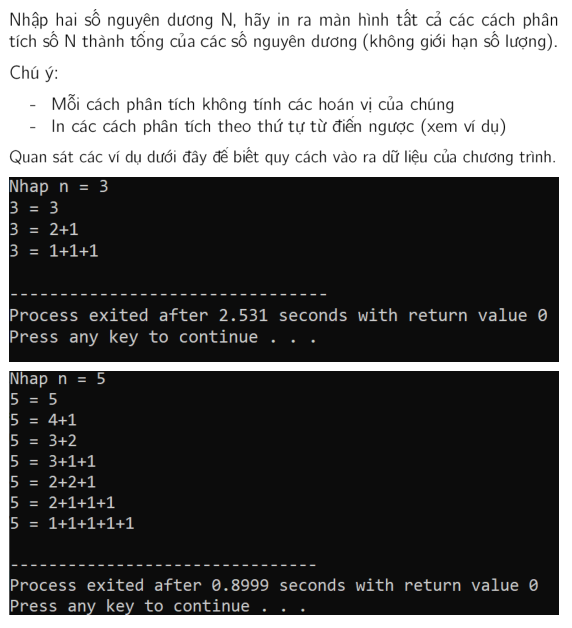 Nhập hai số nguyên dương N, hãy in ra màn hình tất cả các cách phân
tích số N thành tổng của các số nguyên dương (không giới hạn số lượng).
Chú ý:
- Mỗi cách phân tích không tính các hoán vị của chúng
- In các cách phân tích theo thứ tự từ điển ngược (xem ví dụ)
Quan sát các ví dụ dưới đây để biết quy cách vào ra dữ liệu của chương trình.
Nhap n = 3
3 = 3
3 = 2+1
3 = 1+1+1
--------------------------------
Process exited after 2.531 seconds with return value 0
Press any key to continue . . .
Nhap n = 5
5 = 5
5 = 4+1
5 = 3+2
5 = 3+1+1
5 = 2+2+1
5 = 2+1+1+1
5 = 1+1+1+1+1
--------------------------------
Process exited after 0.8999 seconds with return value 0
Press any key to continue . . .